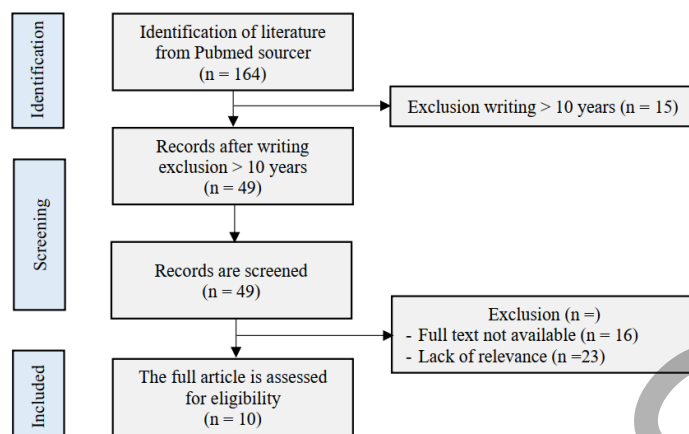 Identification
Identification of literature
from Pubmed sourcer
(n = 164)
Exclusion writing > 10 years (n = 15)
Records after writing
exclusion > 10 years
(n = 49)
Screening
Records are screened
(n = 49)
Exclusion (n =)
- Full text not available (n = 16)
- Lack of relevance (n =23)
Included
The full article is assessed
for eligibility
(n = 10)